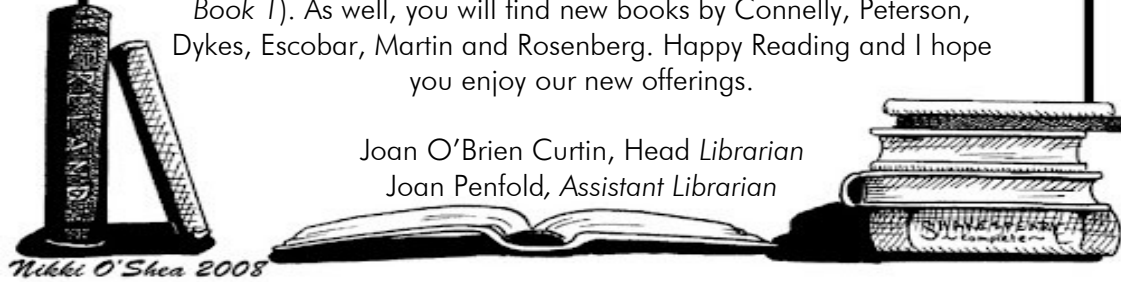 Book 1). As well, you will find new books by Connelly, Peterson,
Dykes, Escobar, Martin and Rosenberg. Happy Reading and I hope
you enjoy our new offerings.
Joan O’Brien Curtin, Head Librarian
Joan Penfold, Assistant Librarian
Nikki O'Shea 2008